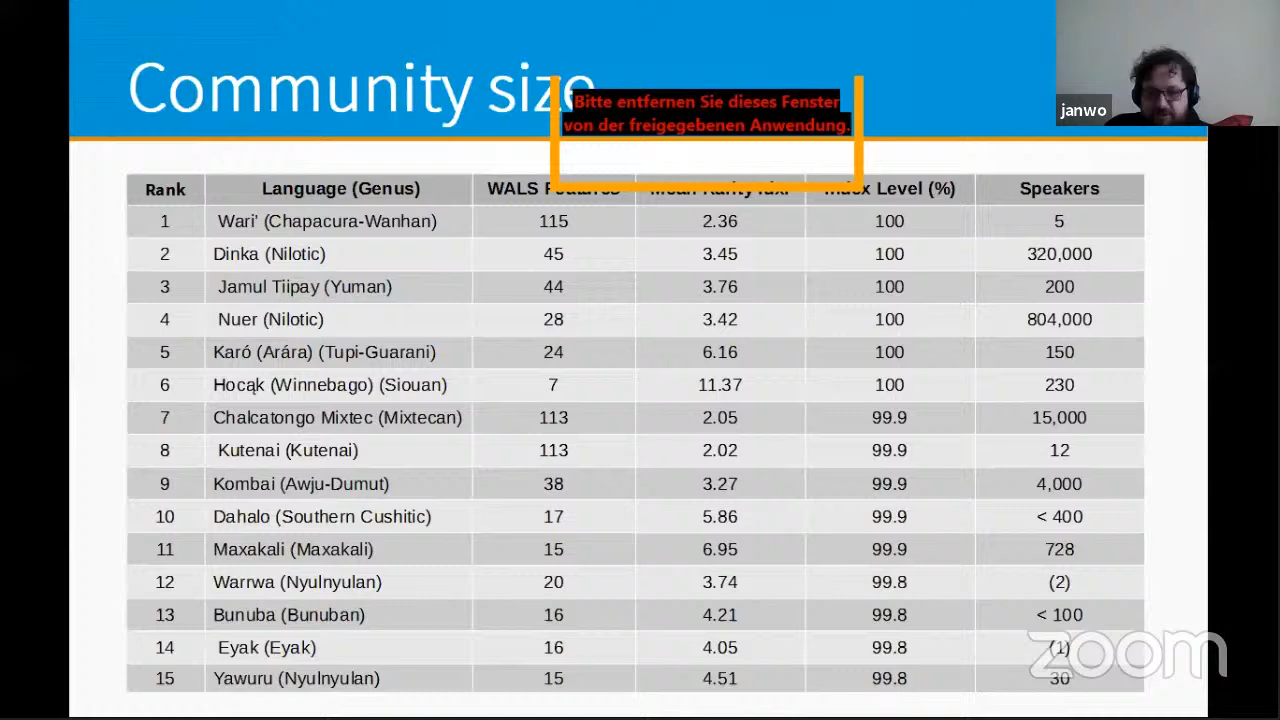 Community size
Bitte entfernen Sie dieses Fenster
von der freigegebenen Anwendung.
janwo
Rank Language (Genus) WALS Features Mean Rarity Index Level (%) Speakers
1 Wari' (Chapacura-Wanhan) 115 2.36 100 5
2 Dinka (Nilotic) 45 3.45 100 320,000
3 Jamul Tiipay (Yuman) 44 3.76 100 200
4 Nuer (Nilotic) 28 3.42 100 804,000
5 Karó (Arára) (Tupi-Guarani) 24 6.16 100 150
6 Hocąk (Winnebago) (Siouan) 7 11.37 100 230
7 Chalcatongo Mixtec (Mixtecan) 113 2.05 99.9 15,000
8 Kutenai (Kutenai) 113 2.02 99.9 12
9 Kombai (Awju-Dumut) 38 3.27 99.9 4,000
10 Dahalo (Southern Cushitic) 17 5.86 99.9 < 400
11 Maxakali (Maxakali) 15 6.95 99.9 728
12 Warrwa (Nyulnyulan) 20 3.74 99.8 (2)
13 Bunuba (Bunuban) 16 4.21 99.8 < 100
14 Eyak (Eyak) 16 4.05 99.8 (1)
15 Yawuru (Nyulnyulan) 15 4.51 99.8 30
zoom